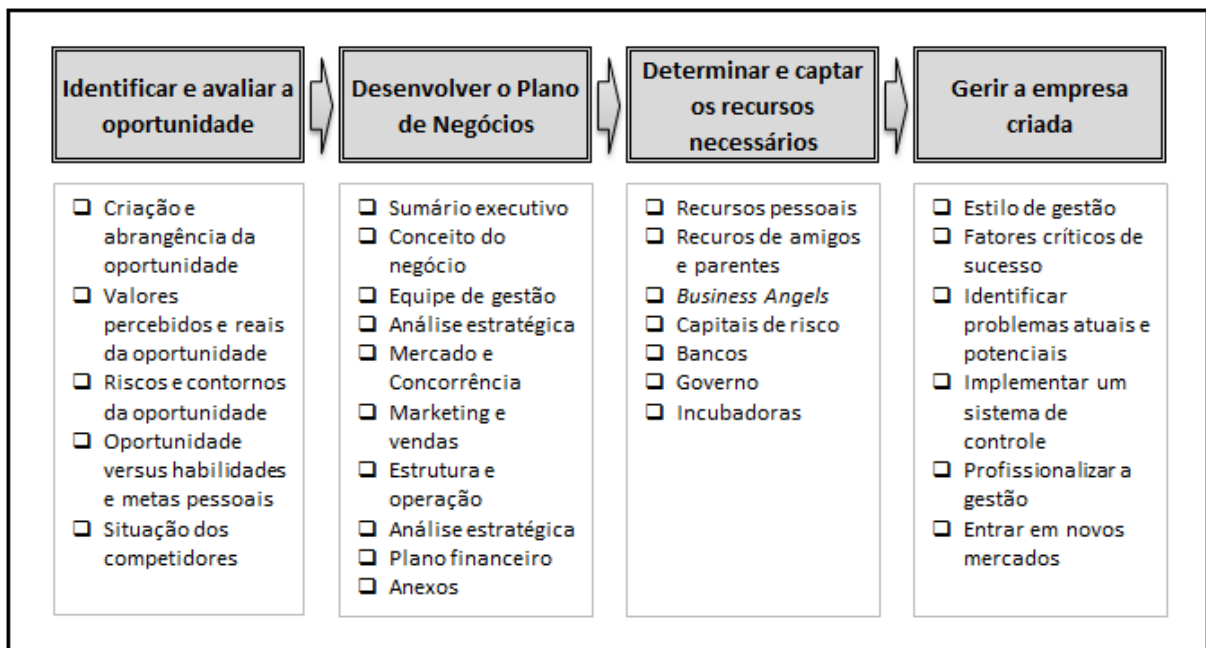 Identificar e avaliar a
oportunidade
Desenvolver o Plano
de Negócios
Determinar e captar
os recursos
necessários
Gerir a empresa
criada
❑ Criação e
abrangência da
oportunidade
❑ Valores
percebidos e reais
da oportunidade
❑ Riscos e contornos
da oportunidade
❑ Oportunidade
versus habilidades
e metas pessoais
❑ Situação dos
competidores
❑ Sumário executivo
❑ Conceito do
negócio
❑ Equipe de gestão
❑ Análise estratégica
❑ Mercado e
Concorrência
❑ Marketing e
vendas
❑ Estrutura e
operação
❑ Análise estratégica
❑ Plano financeiro
❑ Anexos
❑ Recursos pessoais
❑ Recuros de amigos
e parentes
❑ Business Angels
❑ Capitais de risco
❑ Bancos
❑ Governo
❑ Incubadoras
❑ Estilo de gestão
❑ Fatores críticos de
sucesso
❑ Identificar
problemas atuais e
potenciais
❑ Implementar um
sistema de
controle
❑ Profissionalizar a
gestão
❑ Entrar em novos
mercados